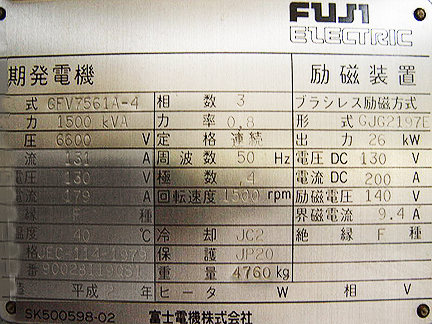 FUJI
ELECTRIC
期発電機 励磁装置
式 GFV7561A-4 相数 3 ブラシレス励磁方式
力 1500 kVA 力率 0.8 形式 GJG2197E
圧 6600 V 定格 連続 出力 26 kW
流 131 A 周波数 50 Hz 電圧 DC 130 V
電圧 130 V 極数 4 電流 DC 200 A
電流 179 A 回転速度 1500 rpm 励磁電圧 140 V
縁 F 種 界磁電流 9.4 A
温度 40 ℃ 冷却 JC2 絶縁 F 種
格 JEC-114-1979 保護 JP20
番 重量 4760 kg
平成 年 ヒータ W 相 V
SK500598-02 富士電機株式会社